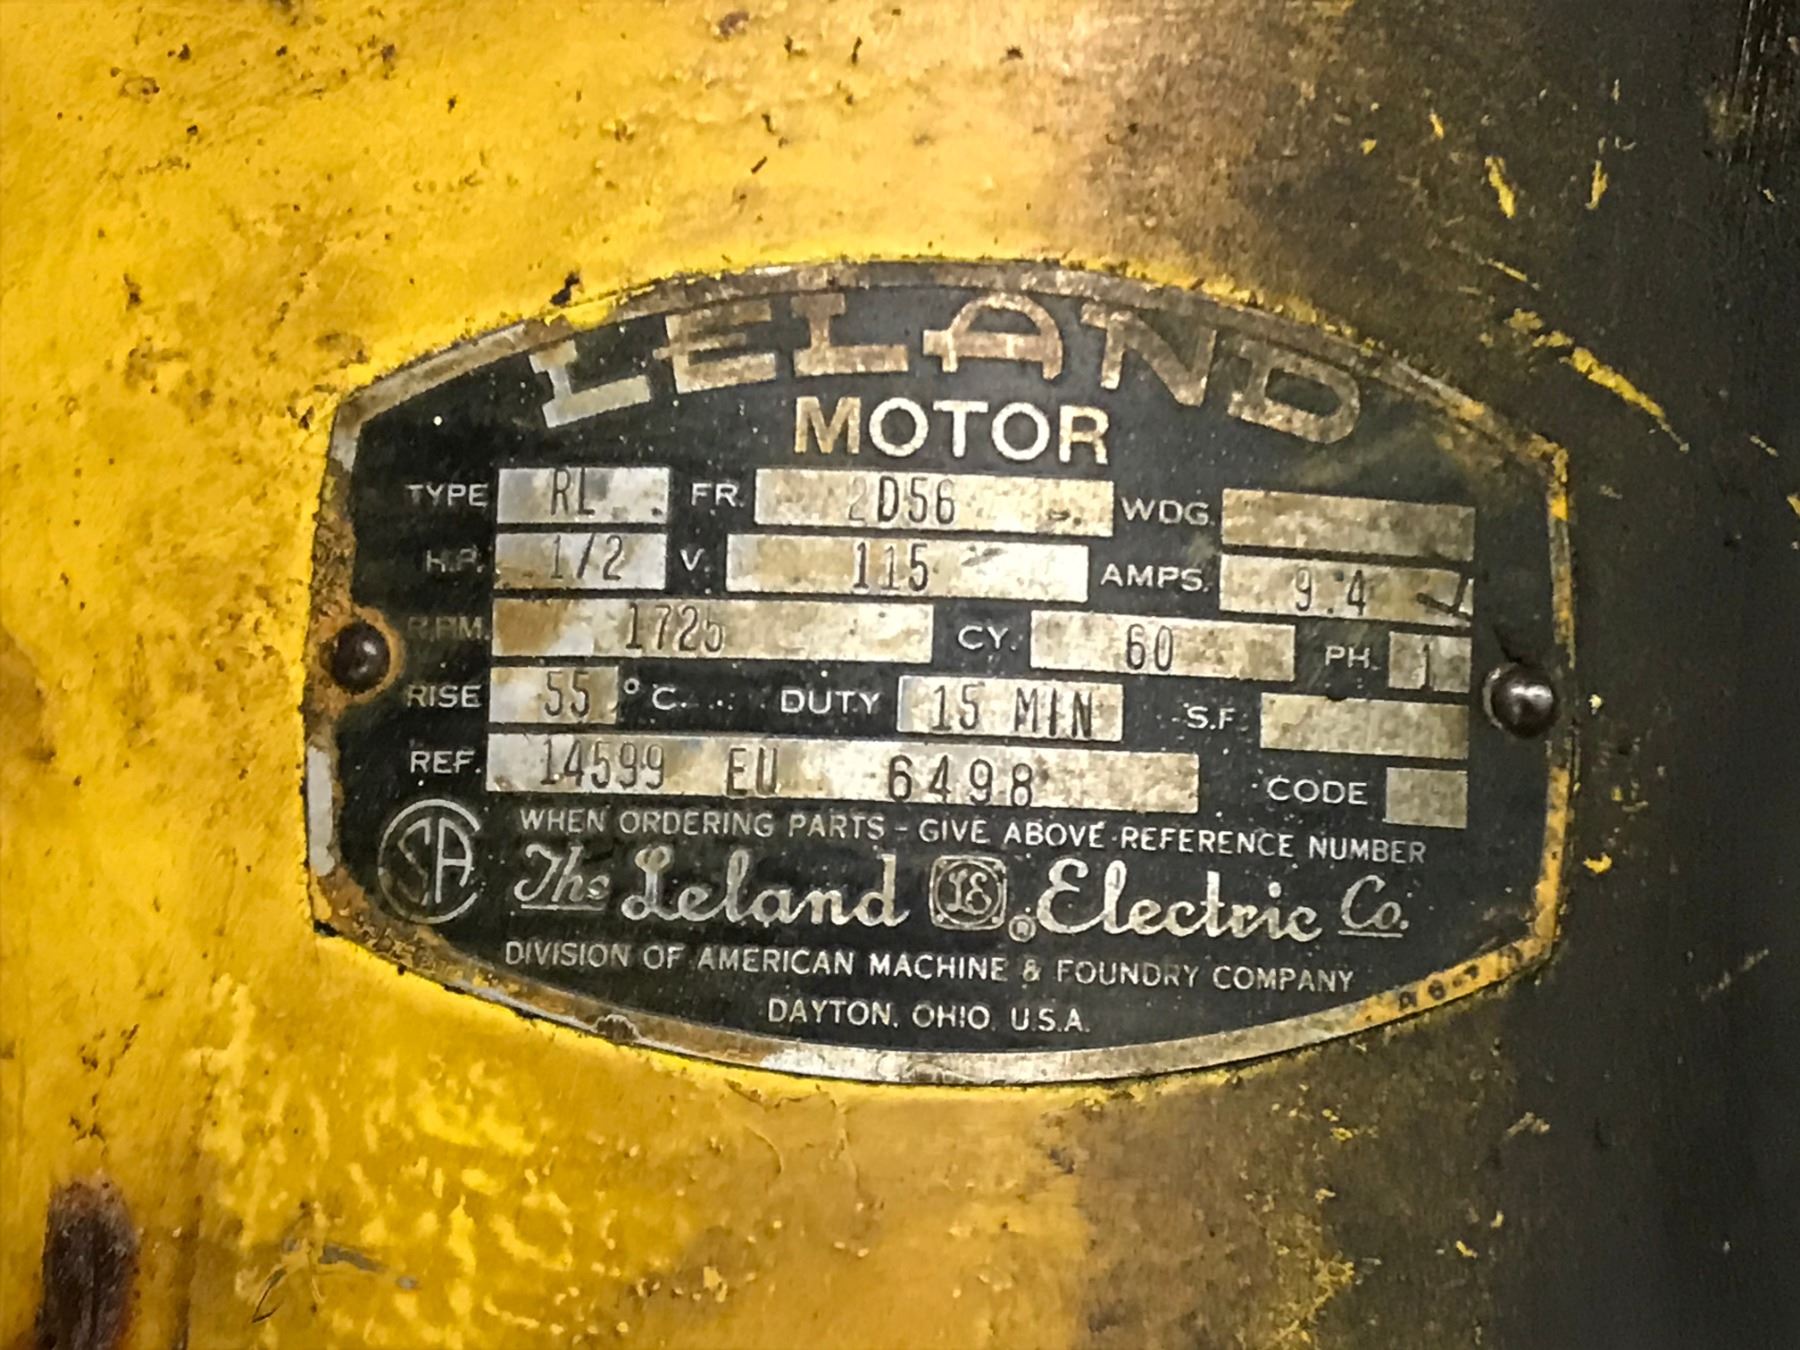 LELAND
MOTOR
TYPE RL FR. 2D56 WDG.
H.P. 1/2 V. 115 AMPS. 9.4
R.P.M. 1725 CY. 60 PH. 1
RISE 55 °C. DUTY 15 MIN S.F.
REF. 14599 EU 6498 CODE
WHEN ORDERING PARTS - GIVE ABOVE REFERENCE NUMBER
SA The Leland LE ® Electric Co.
DIVISION OF AMERICAN MACHINE & FOUNDRY COMPANY
DAYTON, OHIO, U.S.A.